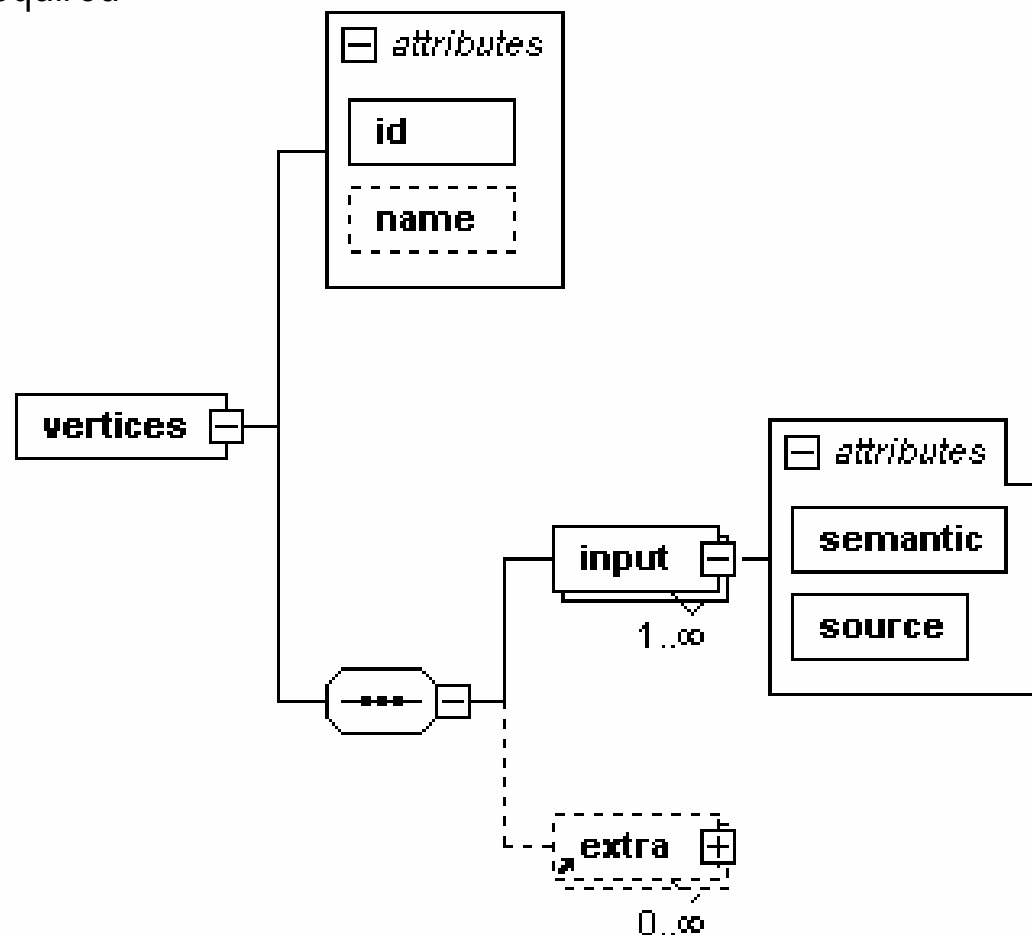 attributes
id
name
vertices
attributes
input
semantic
1..∞
source
extra
0..∞